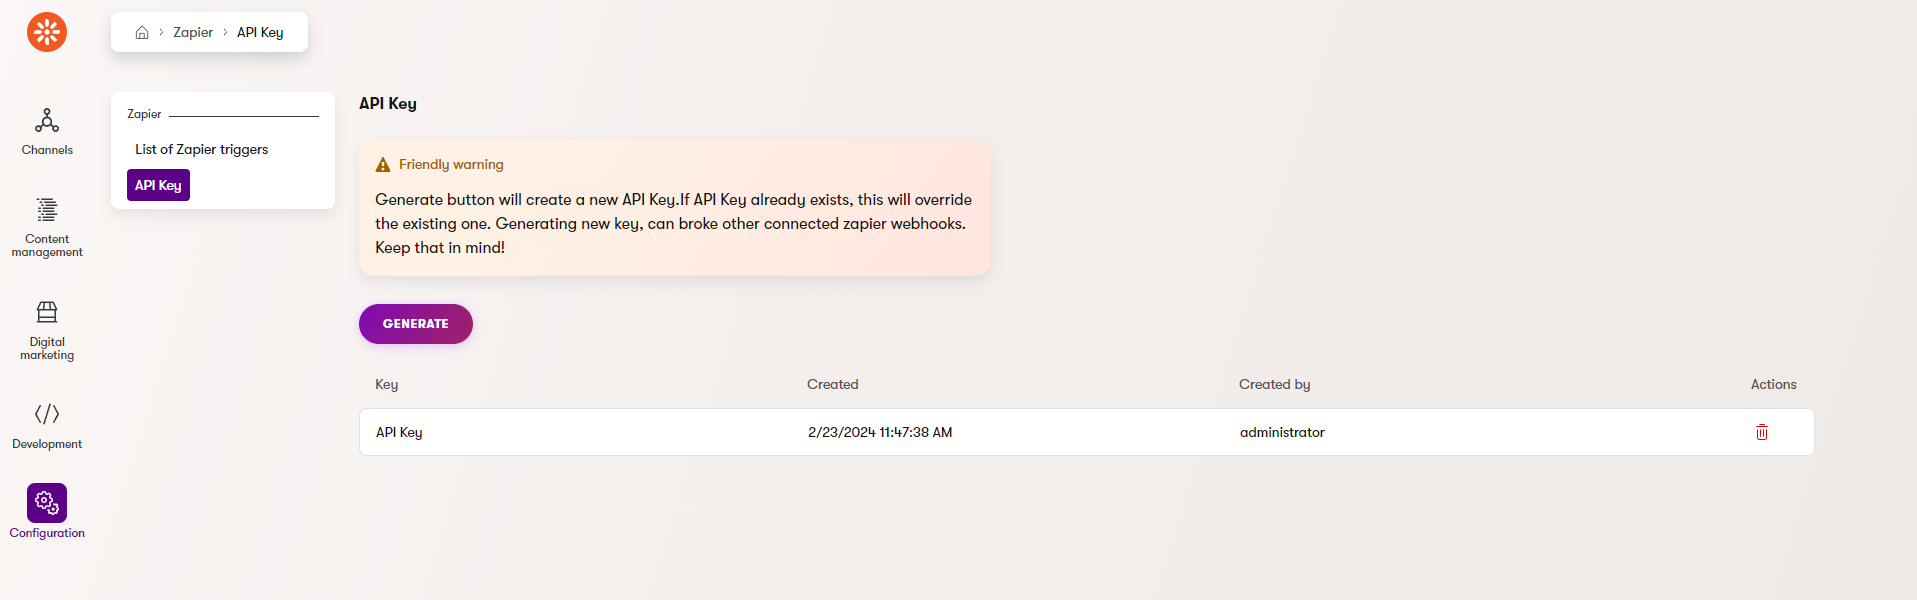 Zapier
API Key
Channels
Content
management
Digital
marketing
Development
Configuration
Zapier
List of Zapier triggers
API Key
API Key
Friendly warning
Generate button will create a new API Key.If API Key already exists, this will override
the existing one. Generating new key, can broke other connected zapier webhooks.
Keep that in mind!
GENERATE
Key Created Created by Actions
API Key 2/23/2024 11:47:38 AM administrator